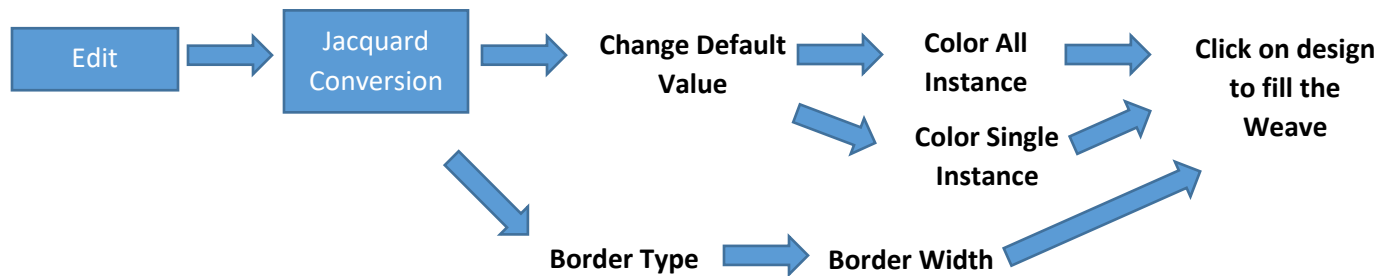 Edit
Jacquard
Conversion
Change Default
Value
Color All
Instance
Color Single
Instance
Click on design
to fill the
Weave
Border Type
Border Width